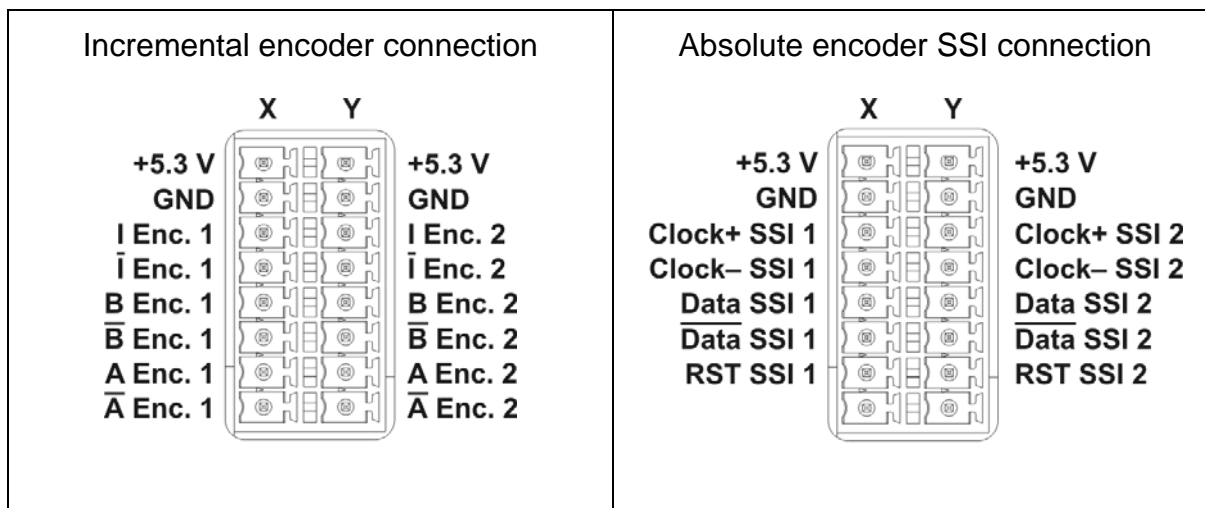 Incremental encoder connection
X Y
+5.3 V +5.3 V
GND GND
I Enc. 1 I Enc. 2
I̅ Enc. 1 I̅ Enc. 2
B Enc. 1 B Enc. 2
B̅ Enc. 1 B̅ Enc. 2
A Enc. 1 A Enc. 2
A̅ Enc. 1 A̅ Enc. 2
Absolute encoder SSI connection
X Y
+5.3 V +5.3 V
GND GND
Clock+ SSI 1 Clock+ SSI 2
Clock– SSI 1 Clock– SSI 2
Data SSI 1 Data SSI 2
D̅a̅t̅a̅ SSI 1 D̅a̅t̅a̅ SSI 2
RST SSI 1 RST SSI 2